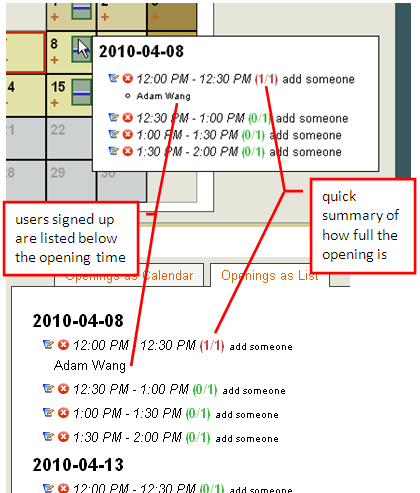 1
2
3
+
+
+
8
+
2010-04-08
12:00 PM - 12:30 PM (1/1) add someone
Adam Wang
12:30 PM - 1:00 PM (0/1) add someone
1:00 PM - 1:30 PM (0/1) add someone
1:30 PM - 2:00 PM (0/1) add someone
4
15
+
21
22
28
29
30
users signed up
are listed below
the opening time
quick
summary of
how full the
opening is
Openings as Calendar
Openings as List
2010-04-08
12:00 PM - 12:30 PM (1/1) add someone
Adam Wang
12:30 PM - 1:00 PM (0/1) add someone
1:00 PM - 1:30 PM (0/1) add someone
1:30 PM - 2:00 PM (0/1) add someone
2010-04-13
12:00 PM - 12:30 PM (0/1) add someone